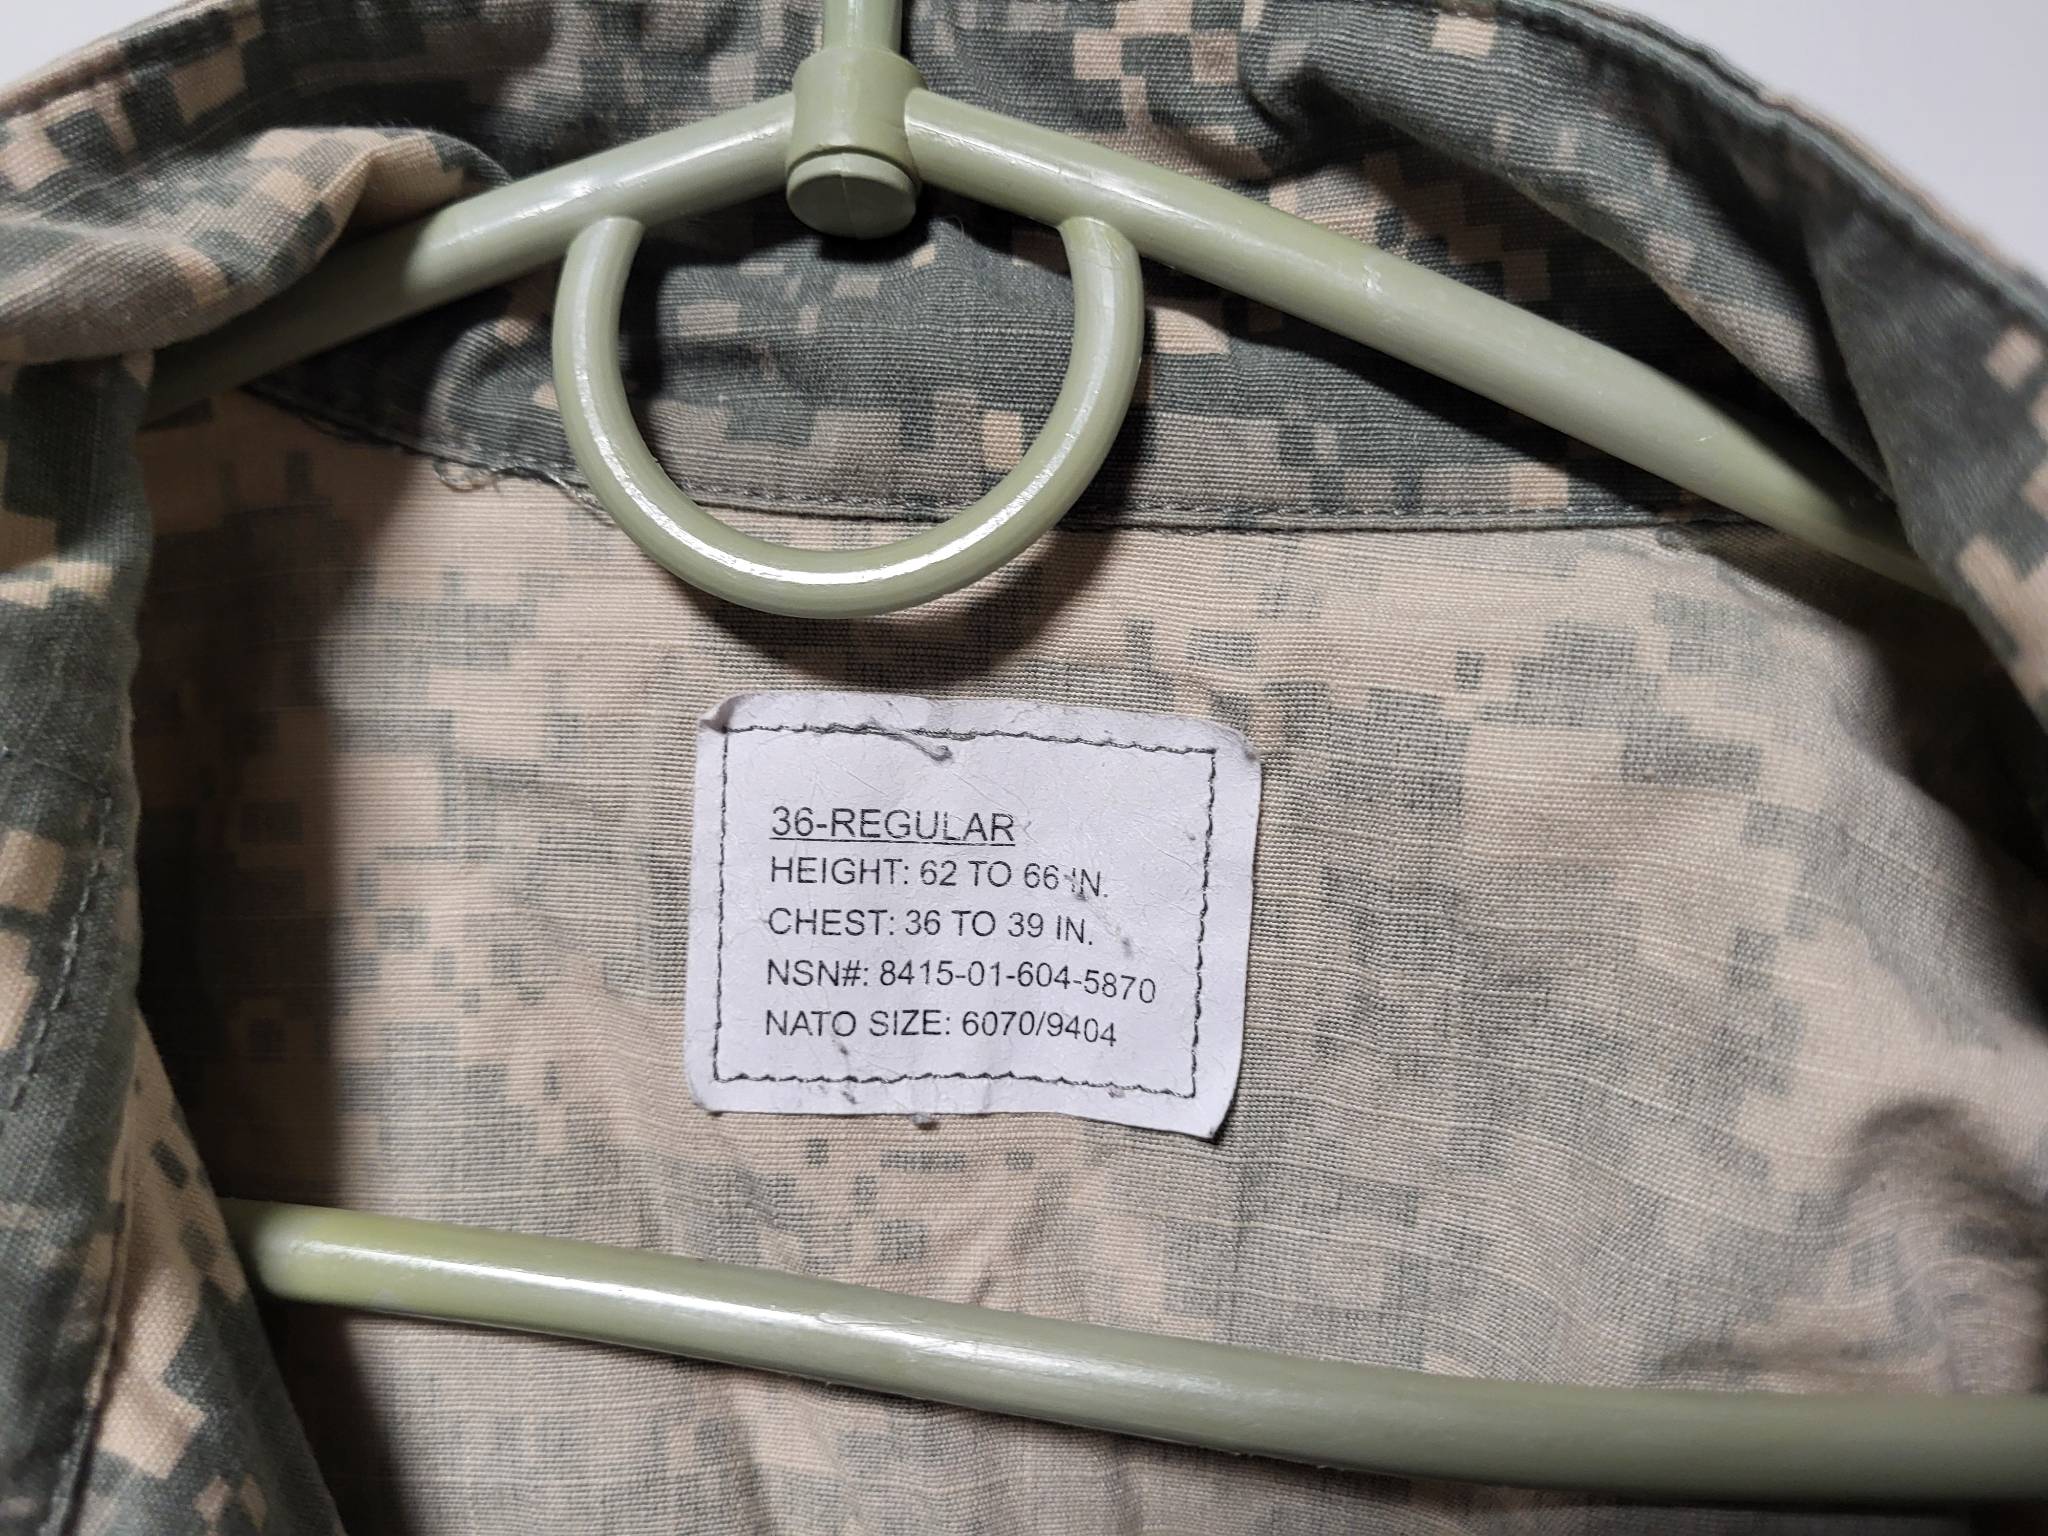 36-REGULAR
HEIGHT: 62 TO 66 IN.
CHEST: 36 TO 39 IN.
NSN#: 8415-01-604-5870
NATO SIZE: 6070/9404